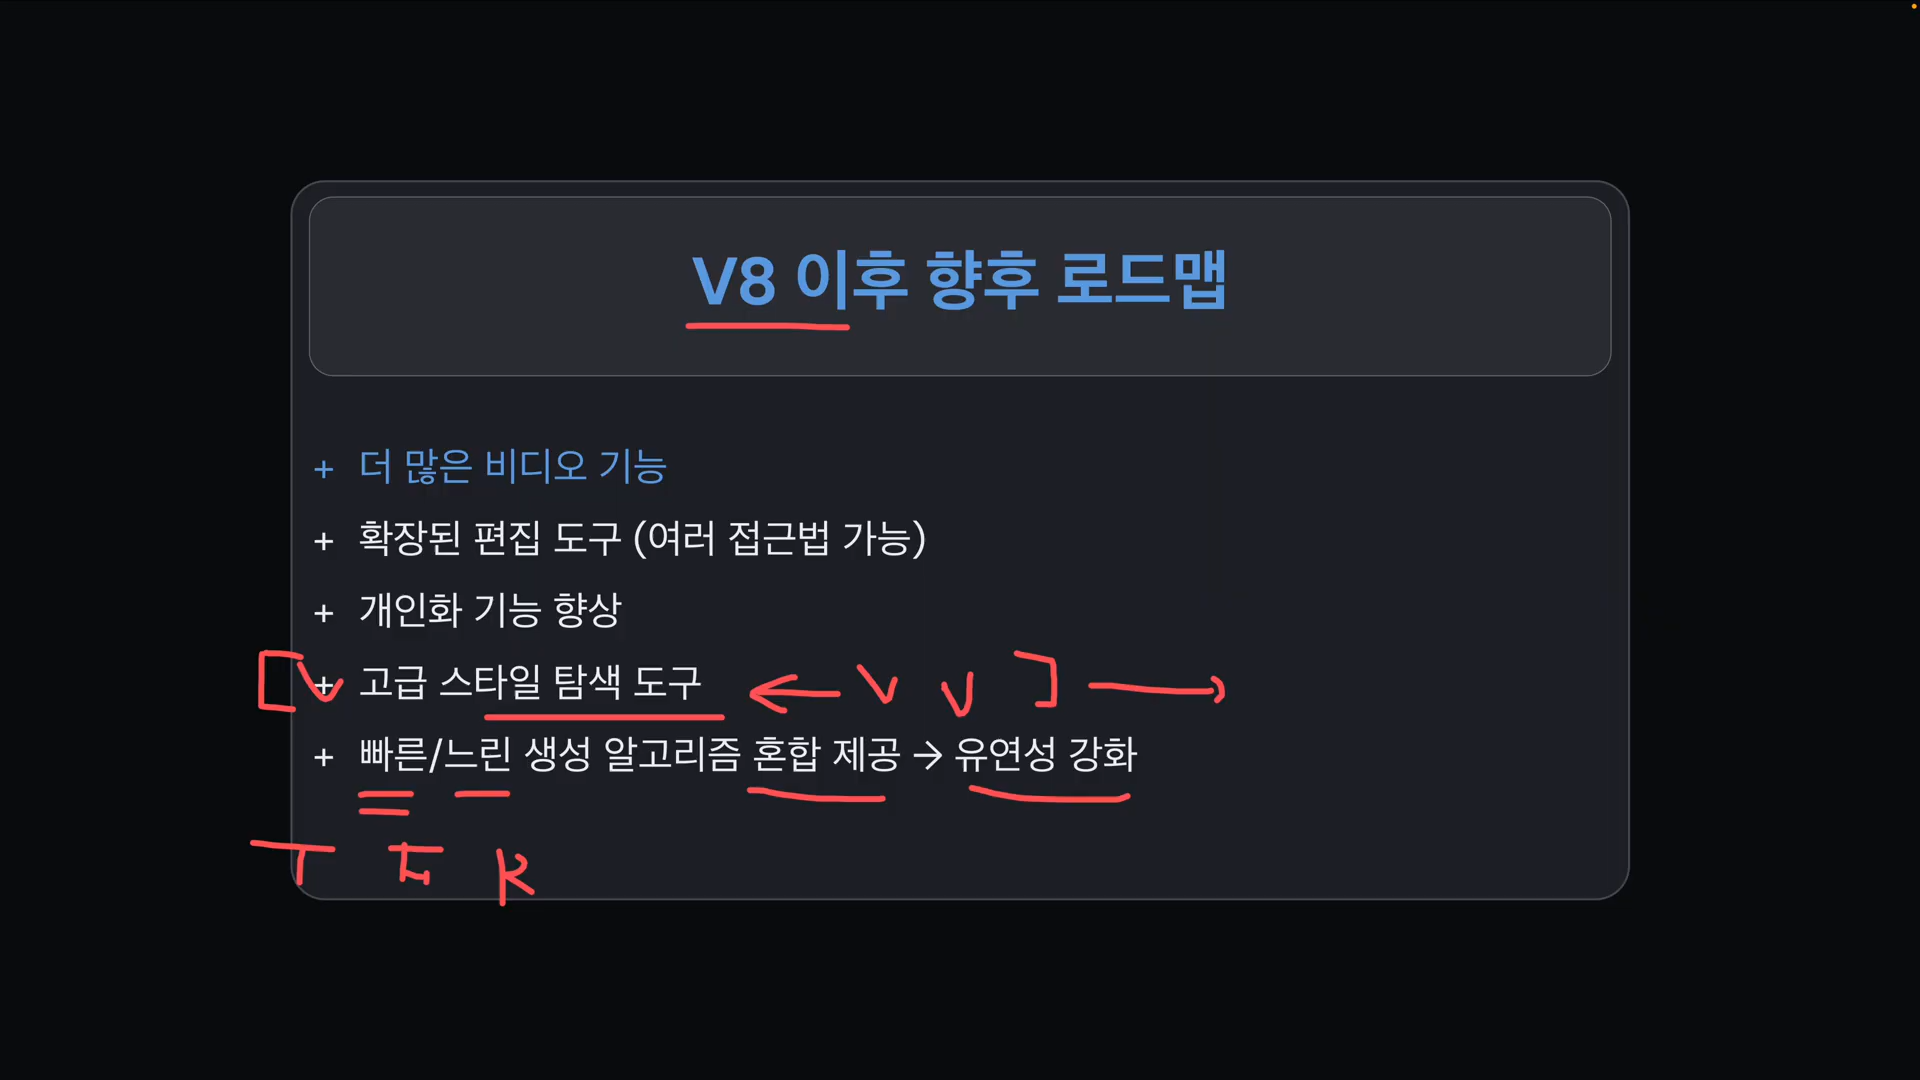 V8 이후 향후 로드맵
+ 더 많은 비디오 기능
+ 확장된 편집 도구 (여러 접근법 가능)
+ 개인화 기능 향상
+ 고급 스타일 탐색 도구
+ 빠른/느린 생성 알고리즘 혼합 제공 → 유연성 강화